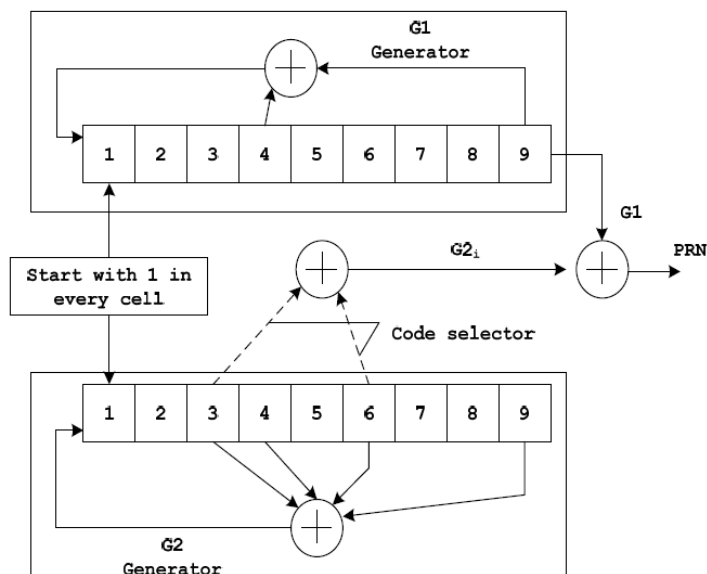 G1
Generator
1 2 3 4 5 6 7 8 9
G1
G2i
PRN
Start with 1 in
every cell
Code selector
1 2 3 4 5 6 7 8 9
G2
Generator